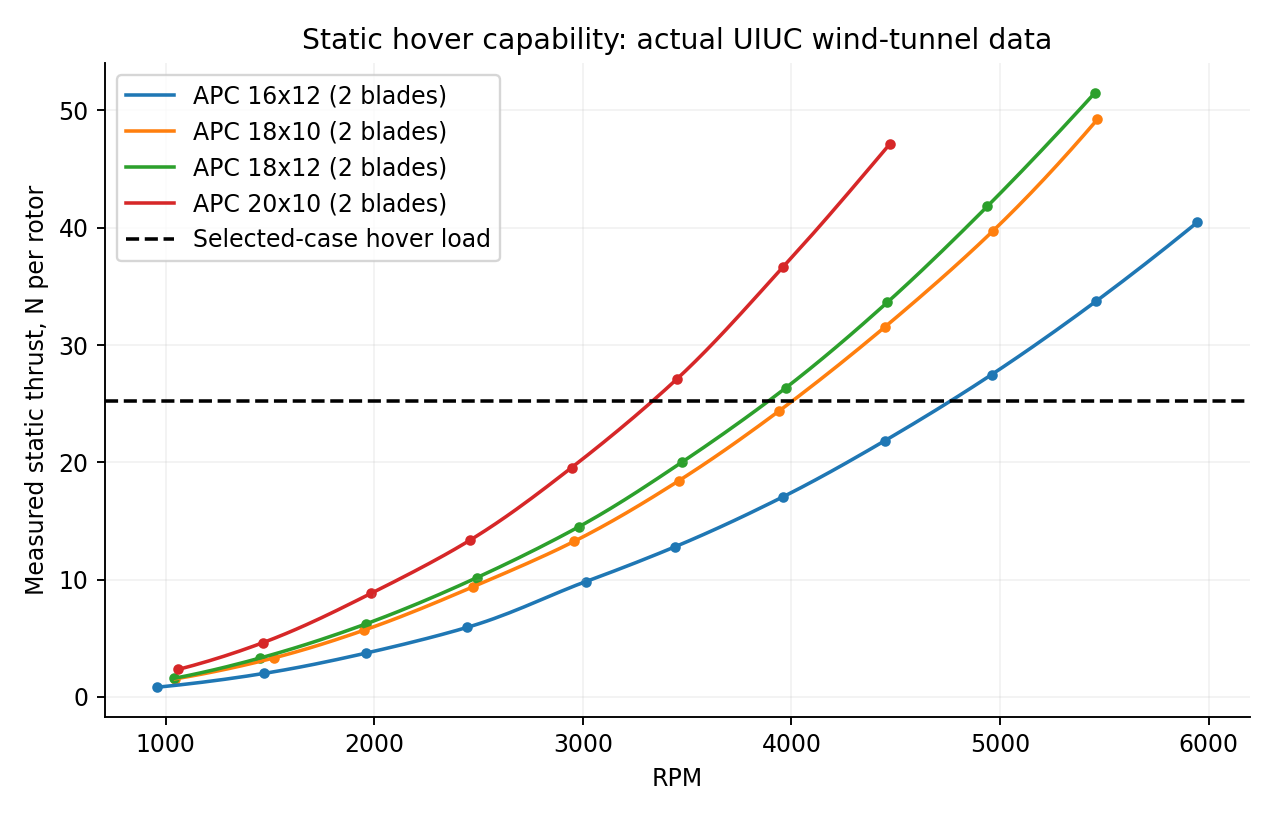 Static hover capability: actual UIUC wind-tunnel data
APC 16x12 (2 blades)
APC 18x10 (2 blades)
APC 18x12 (2 blades)
APC 20x10 (2 blades)
Selected-case hover load
Measured static thrust, N per rotor
50
40
30
20
10
0
1000 2000 3000 4000 5000 6000
RPM